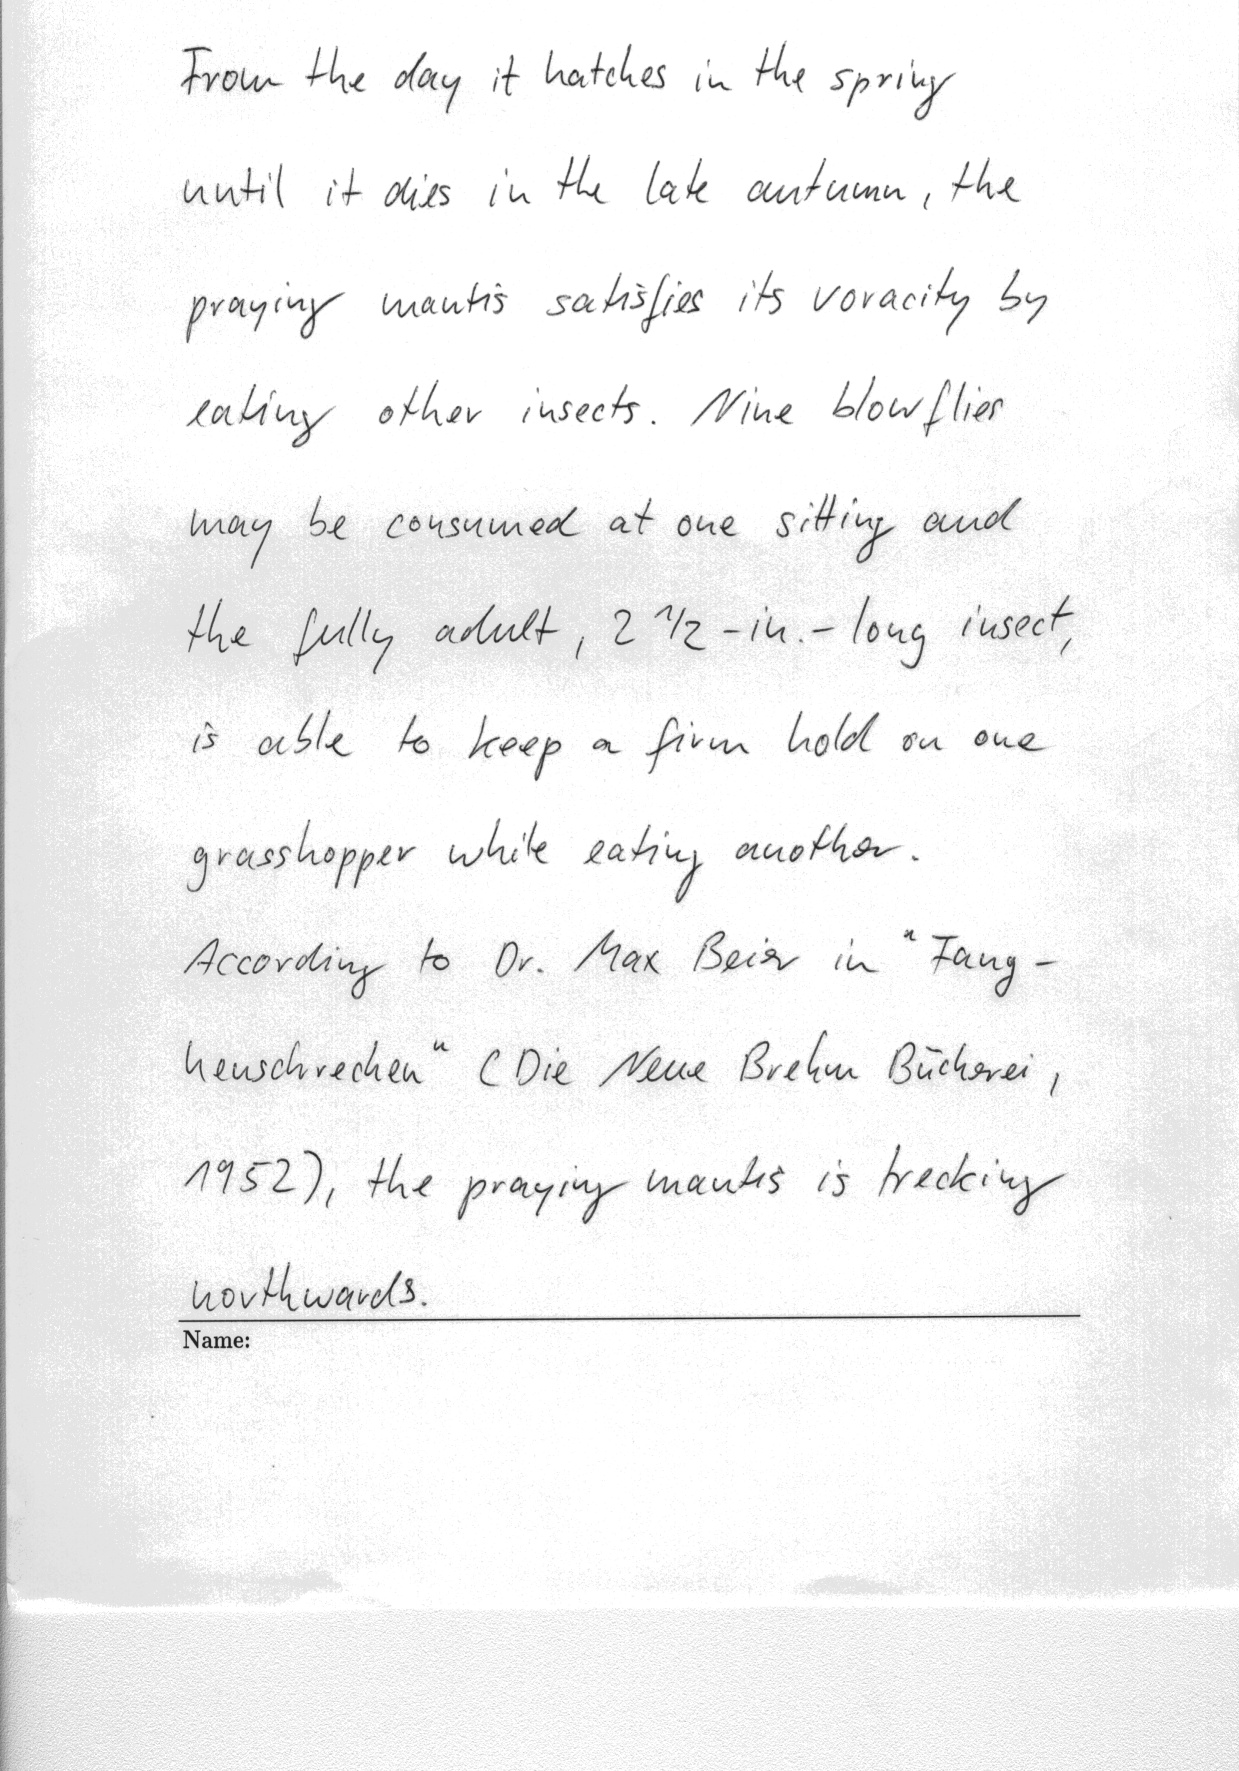 From the day it hatches in the spring
until it dies in the late autumn, the
praying mantis satisfies its voracity by
eating other insects. Nine blowflies
may be consumed at one sitting and
the fully adult, 2 1/2 -in.- long insect,
is able to keep a firm hold on one
grasshopper while eating another.
According to Dr. Max Beier in "Fang-
heuschrecken" (Die Neue Brehm Bücherei,
1952), the praying mantis is trecking
northwards.
Name: